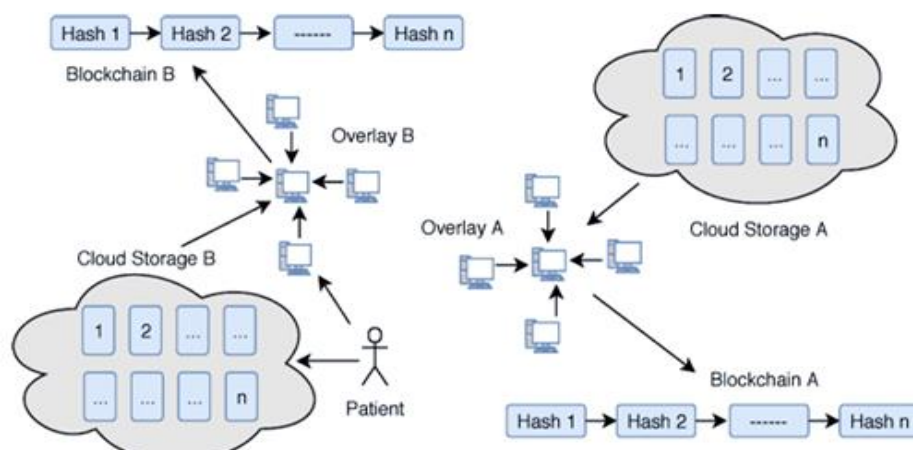 Hash 1 Hash 2 ------ Hash n
Blockchain B
Overlay B
Cloud Storage B
1 2 ... ...
... ... ... n
Patient
1 2 ... ...
... ... ... n
Cloud Storage A
Overlay A
Blockchain A
Hash 1 Hash 2 ------ Hash n